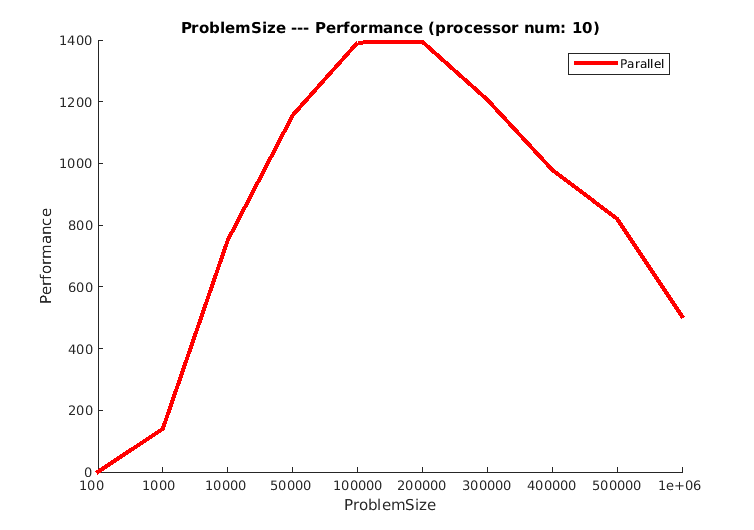 ProblemSize --- Performance (processor num: 10)
Parallel
Performance
1400
1200
1000
800
600
400
200
0
100 1000 10000 50000 100000 200000 300000 400000 500000 1e+06
ProblemSize